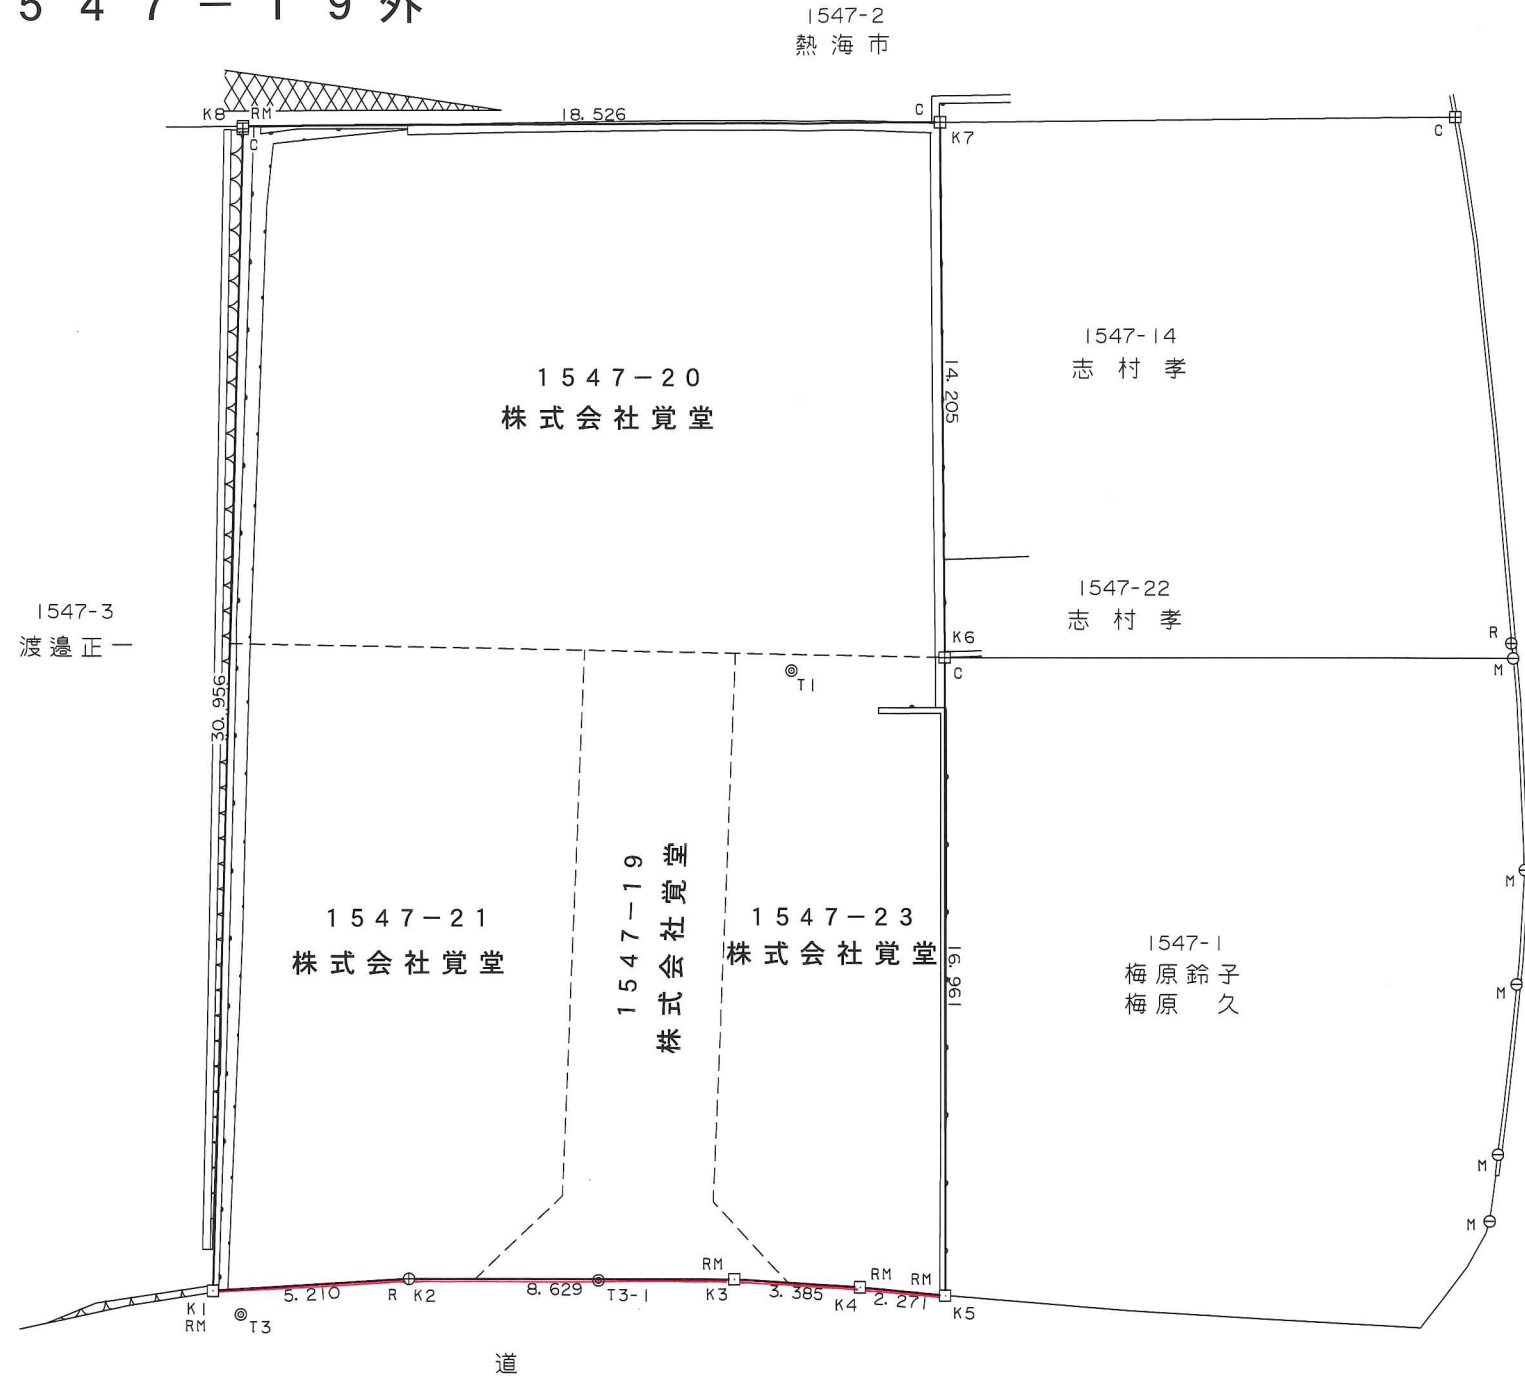 ５４７－１９外
1547-2
熱海市
K8
RM
18.526
C
K7
C
C
1547-14
志村孝
１５４７－２０
株式会社覚堂
14.205
1547-3
渡邉正一
1547-22
志村孝
K6
C
R
M
T1
30.956
１５４７－２１
株式会社覚堂
１５４７－１９
株式会社覚堂
１５４７－２３
株式会社覚堂
16.961
1547-1
梅原鈴子
梅原　久
M
M
M
M
K1
RM
T3
5.210
R K2
8.629
T3-1
RM
K3
3.385
RM
K4
2.271
RM
K5
道